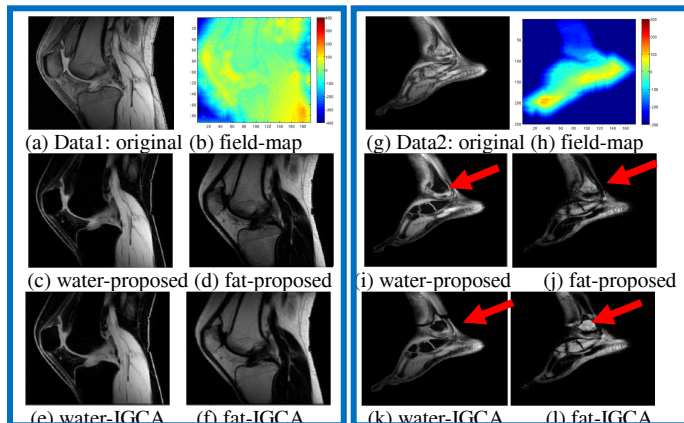 (a) Data1: original (b) field-map
(c) water-proposed (d) fat-proposed
(e) water-IGCA (f) fat-IGCA
(g) Data2: original (h) field-map
(i) water-proposed (j) fat-proposed
(k) water-IGCA (l) fat-IGCA